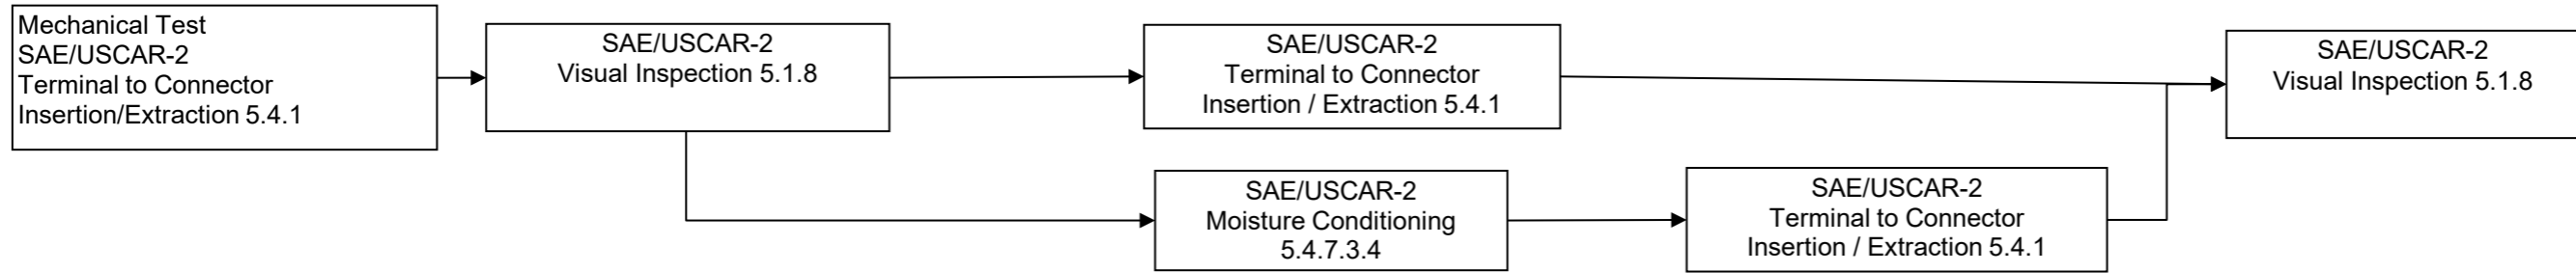 Mechanical Test
SAE/USCAR-2
Terminal to Connector
Insertion/Extraction 5.4.1
SAE/USCAR-2
Visual Inspection 5.1.8
SAE/USCAR-2
Terminal to Connector
Insertion / Extraction 5.4.1
SAE/USCAR-2
Visual Inspection 5.1.8
SAE/USCAR-2
Moisture Conditioning
5.4.7.3.4
SAE/USCAR-2
Terminal to Connector
Insertion / Extraction 5.4.1